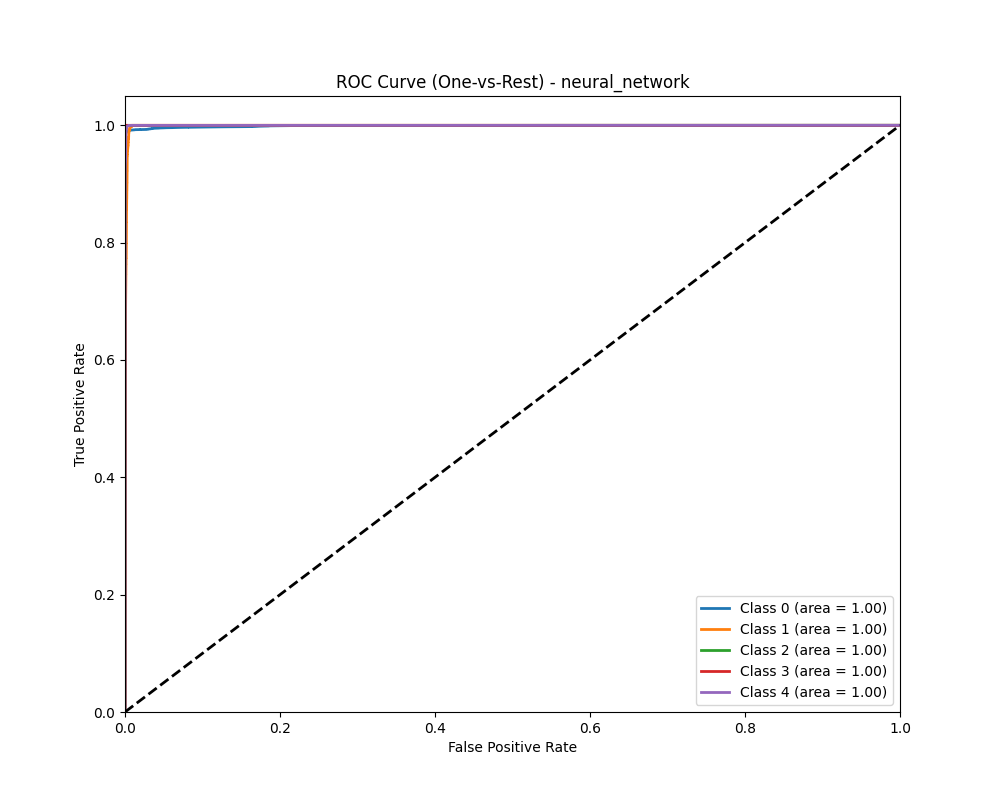 ROC Curve (One-vs-Rest) - neural_network
True Positive Rate
1.0
0.8
0.6
0.4
0.2
0.0
Class 0 (area = 1.00)
Class 1 (area = 1.00)
Class 2 (area = 1.00)
Class 3 (area = 1.00)
Class 4 (area = 1.00)
0.0 0.2 0.4 0.6 0.8 1.0
False Positive Rate